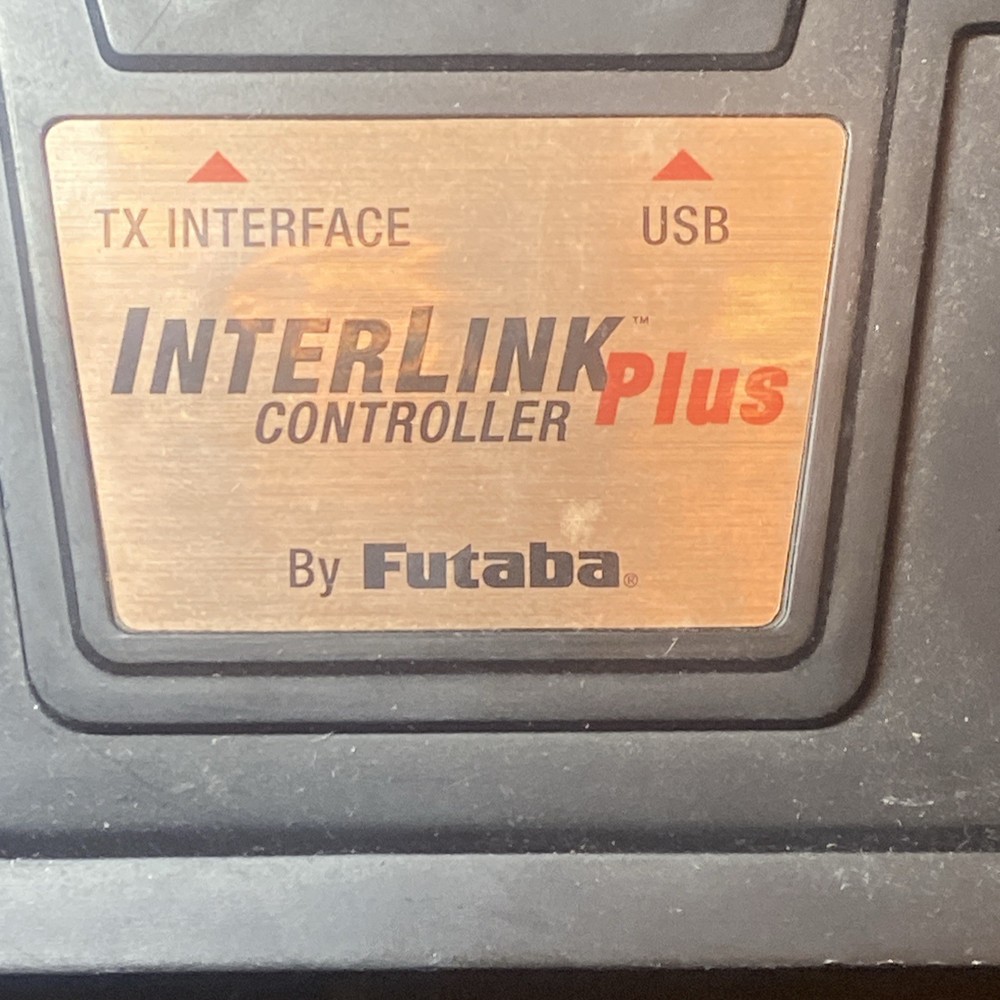 TX INTERFACE USB
INTERLINK™ Plus
CONTROLLER
By Futaba®